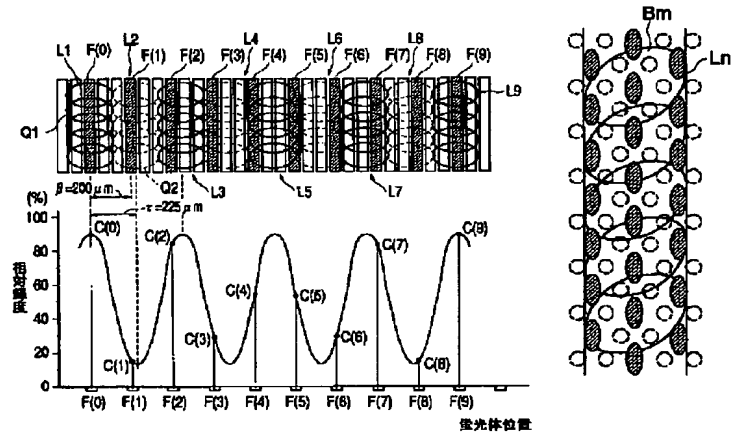 L1 F(0) L2 F(1) F(2) F(3) L4 F(4) F(5) L6 F(6) F(7) L8 F(8) F(9)
L9
Q1
Q2 L3 L5 L7
β=200μm
τ=225μm
(%)
100
80
60
40
20
0
相対輝度
C(0) C(1) C(2) C(3) C(4) C(5) C(6) C(7) C(8) C(9)
F(0) F(1) F(2) F(3) F(4) F(5) F(6) F(7) F(8) F(9)
蛍光体位置
Bm
Ln